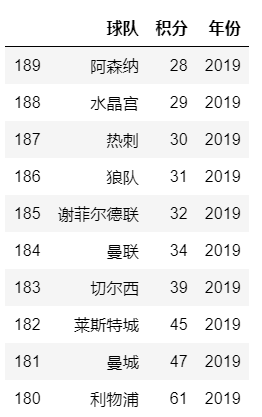 球队 积分 年份
189 阿森纳 28 2019
188 水晶宫 29 2019
187 热刺 30 2019
186 狼队 31 2019
185 谢菲尔德联 32 2019
184 曼联 34 2019
183 切尔西 39 2019
182 莱斯特城 45 2019
181 曼城 47 2019
180 利物浦 61 2019